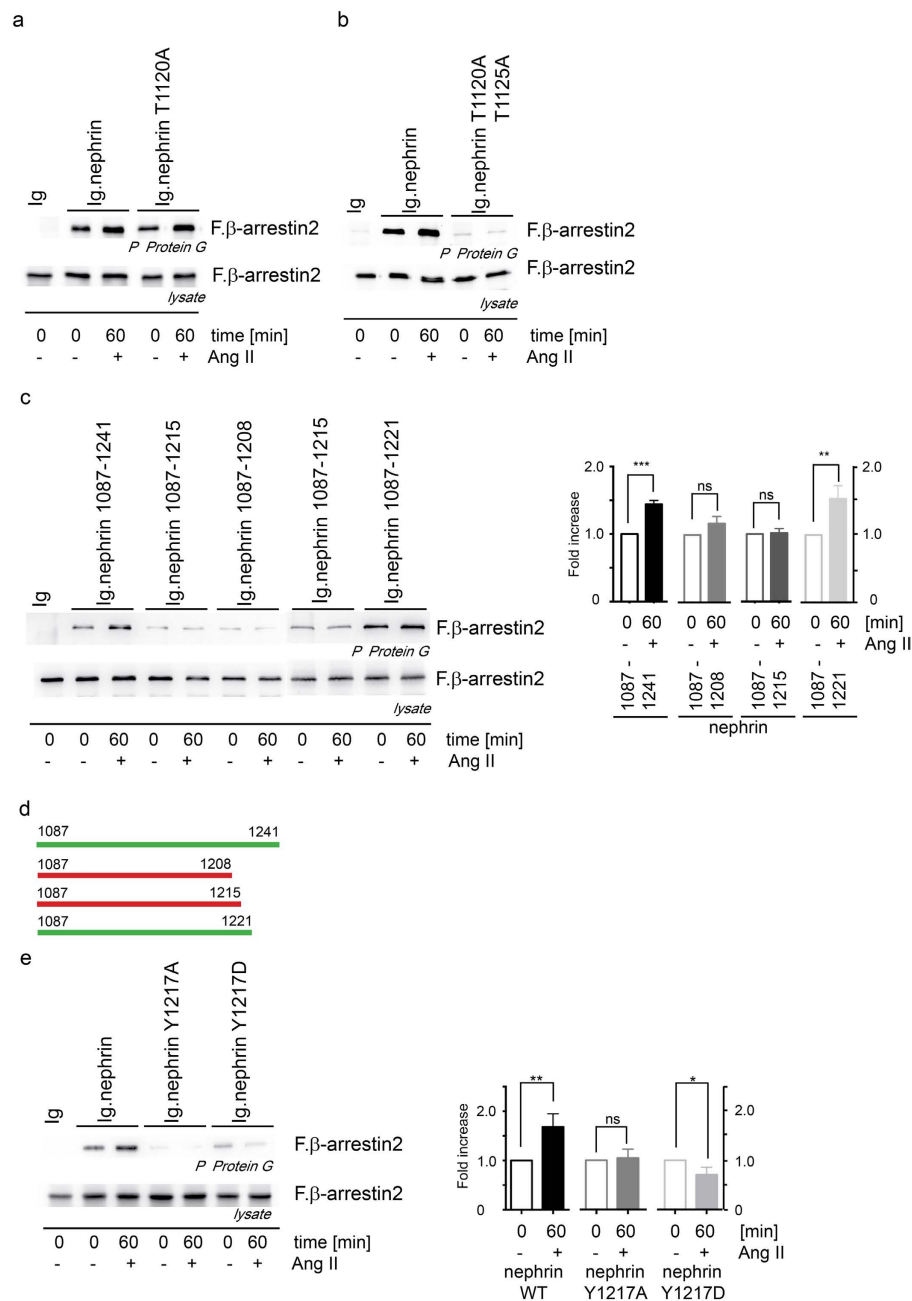 a
Ig
Ig.nephrin
Ig.nephrin T1120A
F.β-arrestin2
P Protein G
F.β-arrestin2
lysate
0 0 60 0 60 time [min]
- - + - + Ang II
b
Ig
Ig.nephrin
Ig.nephrin T1120A
T1125A
F.β-arrestin2
P Protein G
F.β-arrestin2
lysate
0 0 60 0 60 time [min]
- - + - + Ang II
c
Ig
Ig.nephrin 1087-1241
Ig.nephrin 1087-1215
Ig.nephrin 1087-1208
Ig.nephrin 1087-1215
Ig.nephrin 1087-1221
F.β-arrestin2
P Protein G
F.β-arrestin2
lysate
0 0 60 0 60 0 60 0 60 0 60 time [min]
- - + - + - + - + - + Ang II
Fold increase
2.0
1.0
0
*** ns ns **
2.0
1.0
0
0 60 0 60 0 60 0 60 [min]
- + - + - + - + Ang II
1087 -
1241
1087 -
1208
1087 -
1215
1087 -
1221
nephrin
d
1087 1241
1087 1208
1087 1215
1087 1221
e
Ig
Ig.nephrin
Ig.nephrin Y1217A
Ig.nephrin Y1217D
F.β-arrestin2
P Protein G
F.β-arrestin2
lysate
0 0 60 0 60 0 60 time [min]
- - + - + - + Ang II
Fold increase
2.0
1.0
0
** ns *
2.0
1.0
0
0 60 0 60 0 60 [min]
- + - + - + Ang II
nephrin nephrin nephrin
WT Y1217A Y1217D